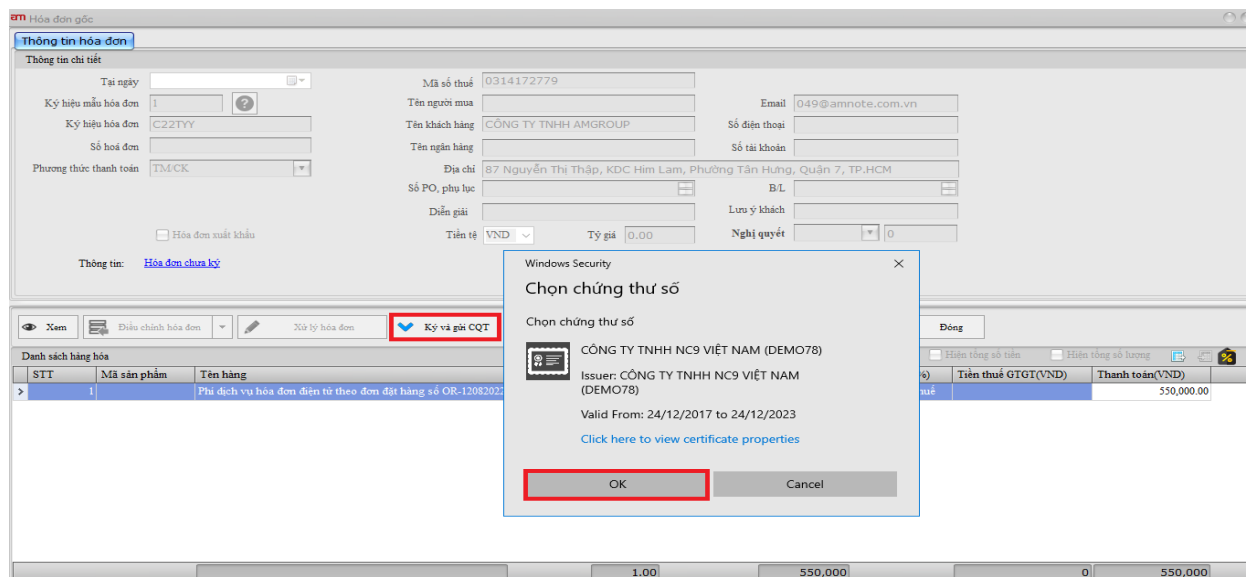 am Hóa đơn gốc
Thông tin hóa đơn
Thông tin chi tiết
Tại ngày
Mã số thuế 0314172779
Ký hiệu mẫu hóa đơn 1 ?
Tên người mua
Email 049@amnote.com.vn
Ký hiệu hóa đơn C22TYY
Tên khách hàng CÔNG TY TNHH AMGROUP
Số điện thoại
Số hoá đơn
Tên ngân hàng
Số tài khoản
Phương thức thanh toán TM/CK
Địa chỉ 87 Nguyễn Thị Thập, KDC Him Lam, Phường Tân Hưng, Quận 7, TP.HCM
Số PO, phụ lục
B/L
Diễn giải
Lưu ý khách
Hóa đơn xuất khẩu
Tiền tệ VND
Tỷ giá 0.00
Nghị quyết 0
Thông tin: Hóa đơn chưa ký
Windows Security
Chọn chứng thư số
Chọn chứng thư số
CÔNG TY TNHH NC9 VIỆT NAM (DEMO78)
Issuer: CÔNG TY TNHH NC9 VIỆT NAM
(DEMO78)
Valid From: 24/12/2017 to 24/12/2023
Click here to view certificate properties
OK
Cancel
Xem
Điều chỉnh hóa đơn
Xử lý hóa đơn
Ký và gửi CQT
Đóng
Danh sách hàng hóa
Hiện tổng số tiền
Hiện tổng số lượng
STT Mã sản phẩm Tên hàng %) Tiền thuế GTGT(VND) Thanh toán(VND)
1 Phí dịch vụ hóa đơn điện tử theo đơn đặt hàng số OR-12082022 huế 550,000.00
1.00 550,000 0 550,000